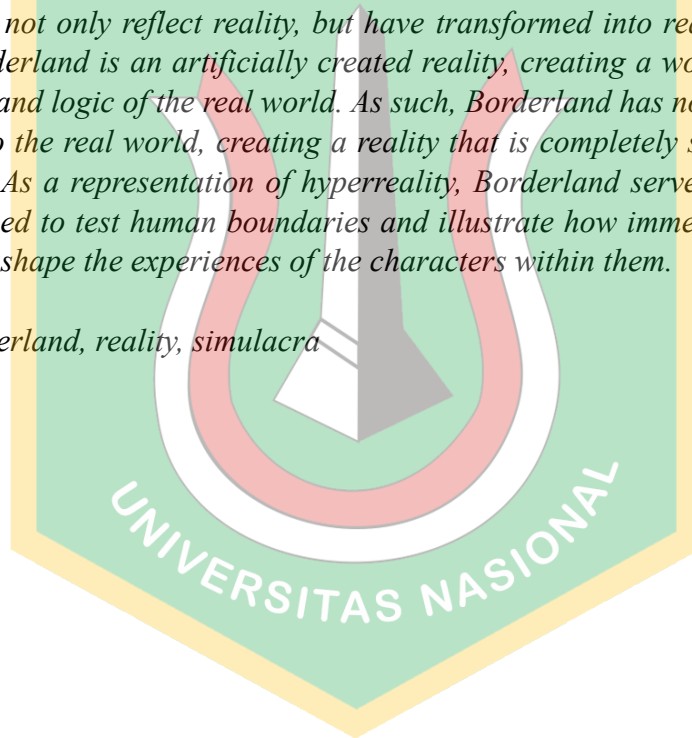 not only reflect reality, but have transformed into rea
derland is an artificially created reality, creating a wo
and logic of the real world. As such, Borderland has no
o the real world, creating a reality that is completely s
As a representation of hyperreality, Borderland serve
ed to test human boundaries and illustrate how imme
shape the experiences of the characters within them.
erland, reality, simulacra
UNIVERSITAS NASIONAL